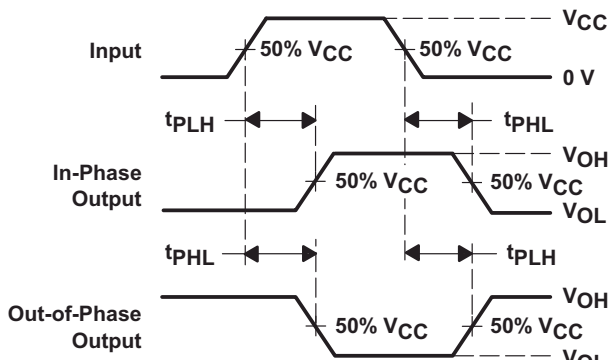 VCC
Input
50% VCC
50% VCC
0 V
tPLH
tPHL
VOH
In-Phase
Output
50% VCC
50% VCC
VOL
tPHL
tPLH
VOH
Out-of-Phase
Output
50% VCC
50% VCC
VOL